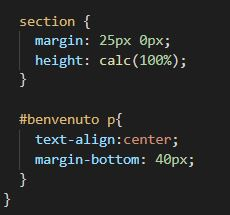 section {
margin: 25px 0px;
height: calc(100%);
}
#benvenuto p{
text-align:center;
margin-bottom: 40px;
}
}